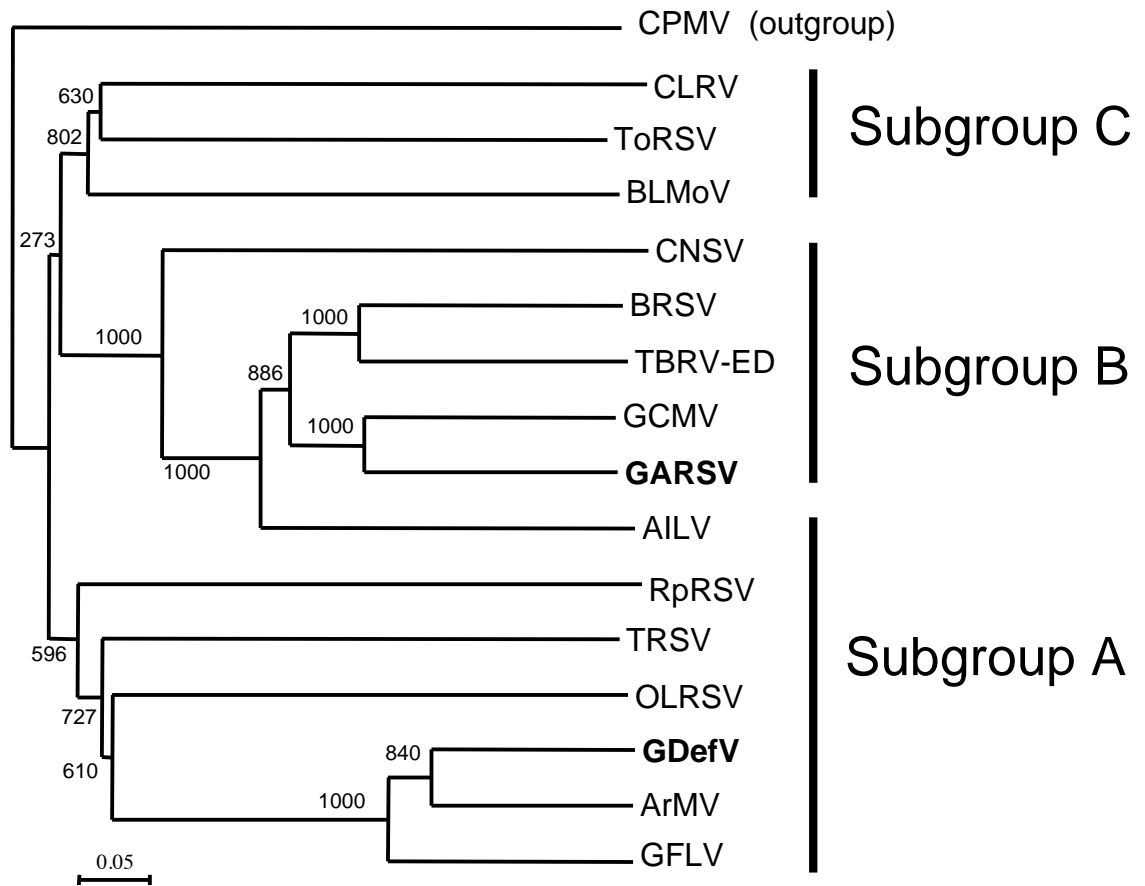 CPMV (outgroup)
CLRV
630
Subgroup C
802
ToRSV
BLMoV
273
CNSV
BRSV
1000
1000
TBRV-ED
Subgroup B
886
GCMV
1000
GARSV
1000
AILV
RpRSV
TRSV
596
Subgroup A
OLRSV
727
GDefV
840
610
ArMV
1000
GFLV
0.05